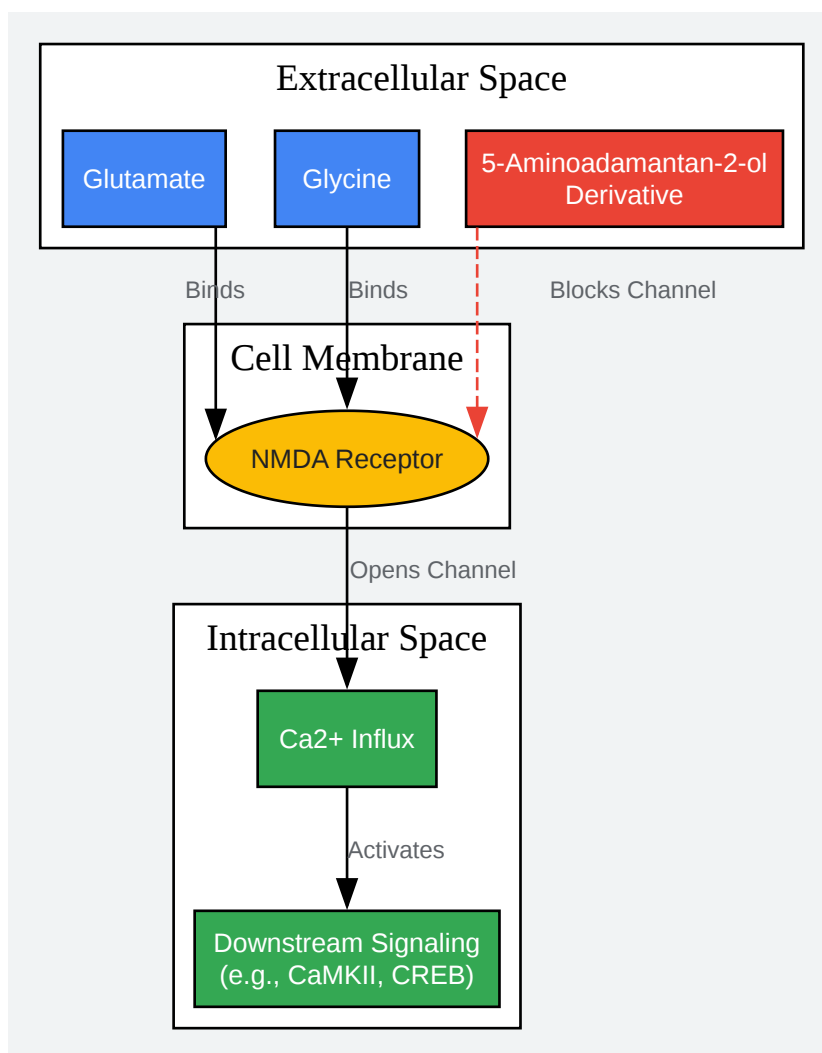 Extracellular Space
Glutamate
Glycine
5-Aminoadamantan-2-ol
Derivative
Binds
Binds
Blocks Channel
Cell Membrane
NMDA Receptor
Opens Channel
Intracellular Space
Ca2+ Influx
Activates
Downstream Signaling
(e.g., CaMKII, CREB)